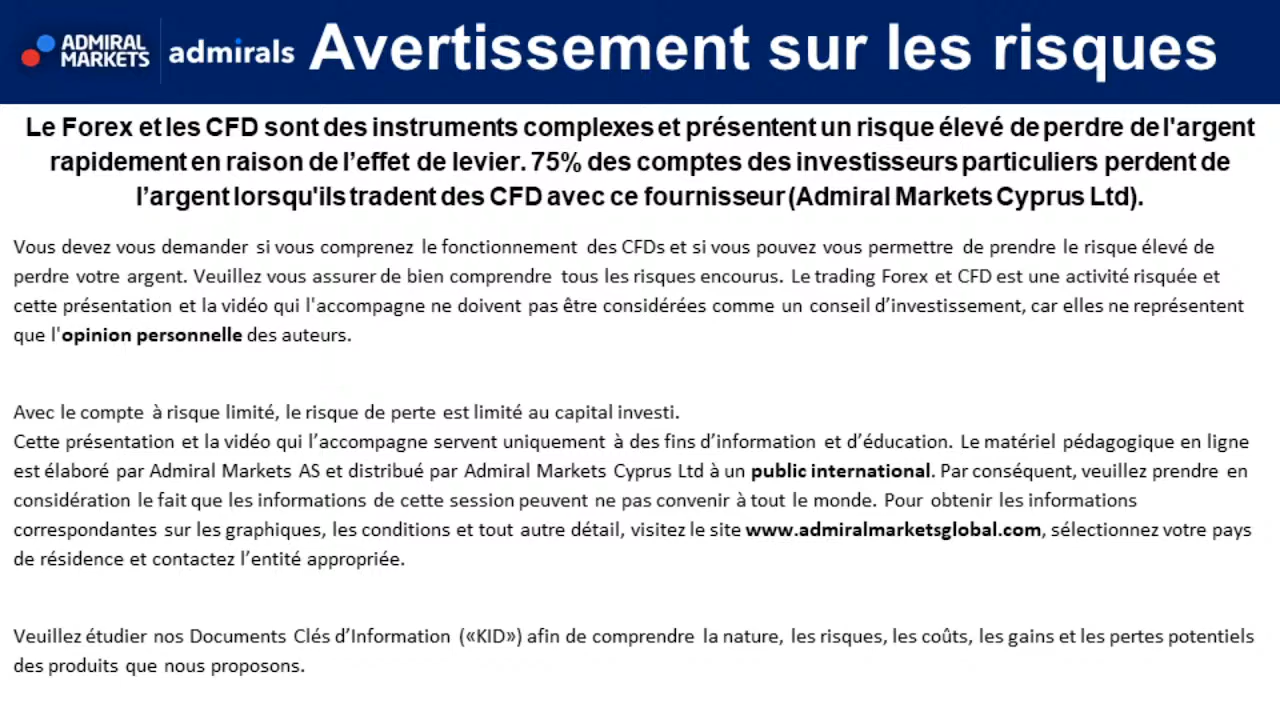 ADMIRAL
MARKETS
admirals
Avertissement sur les risques
Le Forex et les CFD sont des instruments complexes et présentent un risque élevé de perdre de l'argent
rapidement en raison de l’effet de levier. 75% des comptes des investisseurs particuliers perdent de
l’argent lorsqu'ils tradent des CFD avec ce fournisseur (Admiral Markets Cyprus Ltd).
Vous devez vous demander si vous comprenez le fonctionnement des CFDs et si vous pouvez vous permettre de prendre le risque élevé de
perdre votre argent. Veuillez vous assurer de bien comprendre tous les risques encourus. Le trading Forex et CFD est une activité risquée et
cette présentation et la vidéo qui l'accompagne ne doivent pas être considérées comme un conseil d’investissement, car elles ne représentent
que l'opinion personnelle des auteurs.
Avec le compte à risque limité, le risque de perte est limité au capital investi.
Cette présentation et la vidéo qui l’accompagne servent uniquement à des fins d’information et d’éducation. Le matériel pédagogique en ligne
est élaboré par Admiral Markets AS et distribué par Admiral Markets Cyprus Ltd à un public international. Par conséquent, veuillez prendre en
considération le fait que les informations de cette session peuvent ne pas convenir à tout le monde. Pour obtenir les informations
correspondantes sur les graphiques, les conditions et tout autre détail, visitez le site www.admiralmarketsglobal.com, sélectionnez votre pays
de résidence et contactez l’entité appropriée.
Veuillez étudier nos Documents Clés d’Information («KID») afin de comprendre la nature, les risques, les coûts, les gains et les pertes potentiels
des produits que nous proposons.